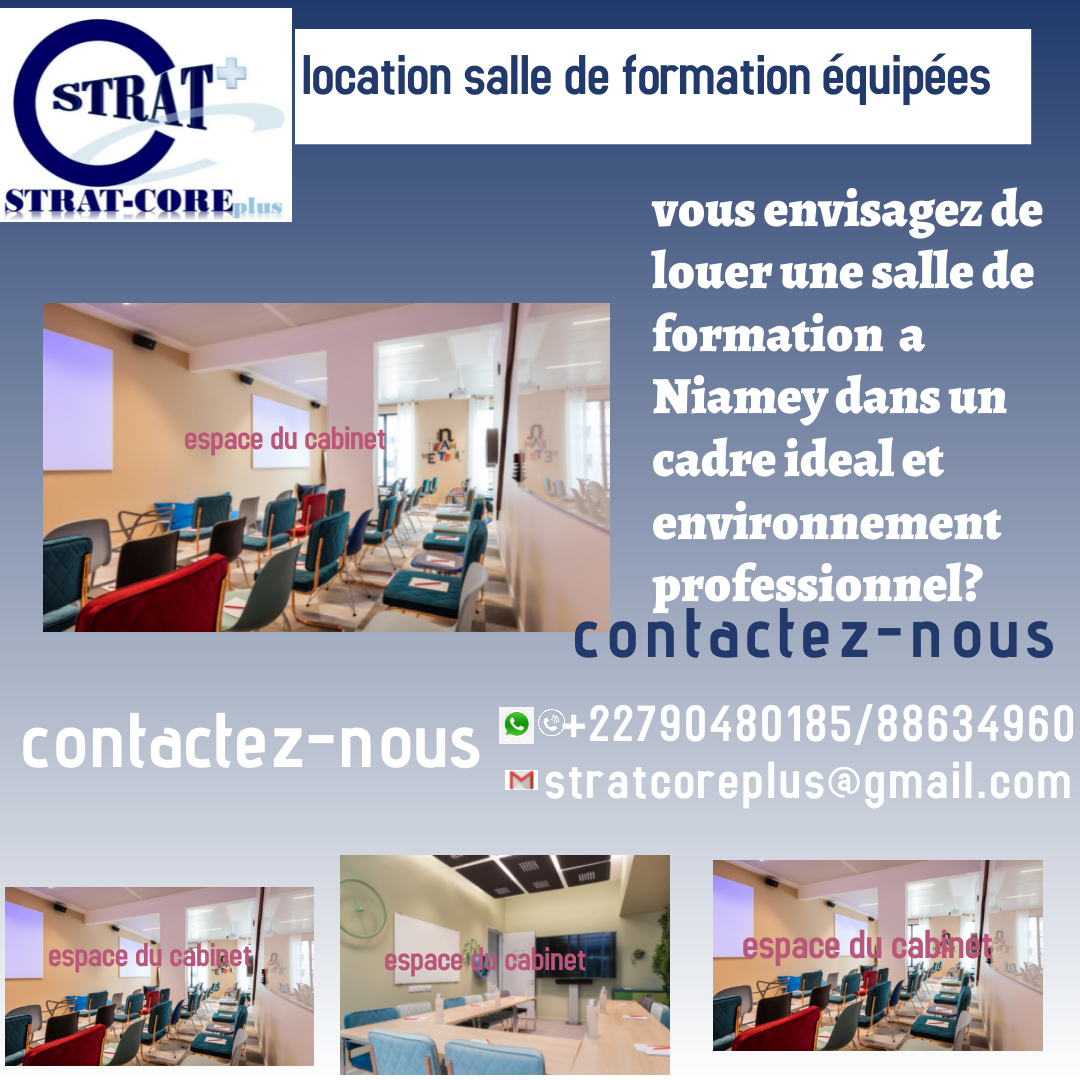 STRAT+
STRAT-COREplus
location salle de formation équipées
vous envisagez de
louer une salle de
formation a
Niamey dans un
cadre ideal et
environnement
professionnel?
contactez-nous
espace du cabinet
contactez-nous
+22790480185/88634960
stratcoreplus@gmail.com
espace du cabinet
espace du cabinet
espace du cabinet